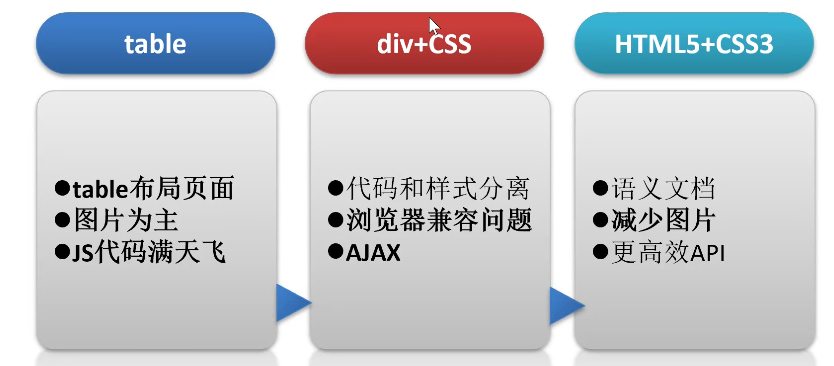 table
div+CSS
HTML5+CSS3
●table布局页面
●图片为主
●JS代码满天飞
●代码和样式分离
●浏览器兼容问题
●AJAX
●语义文档
●减少图片
●更高效API